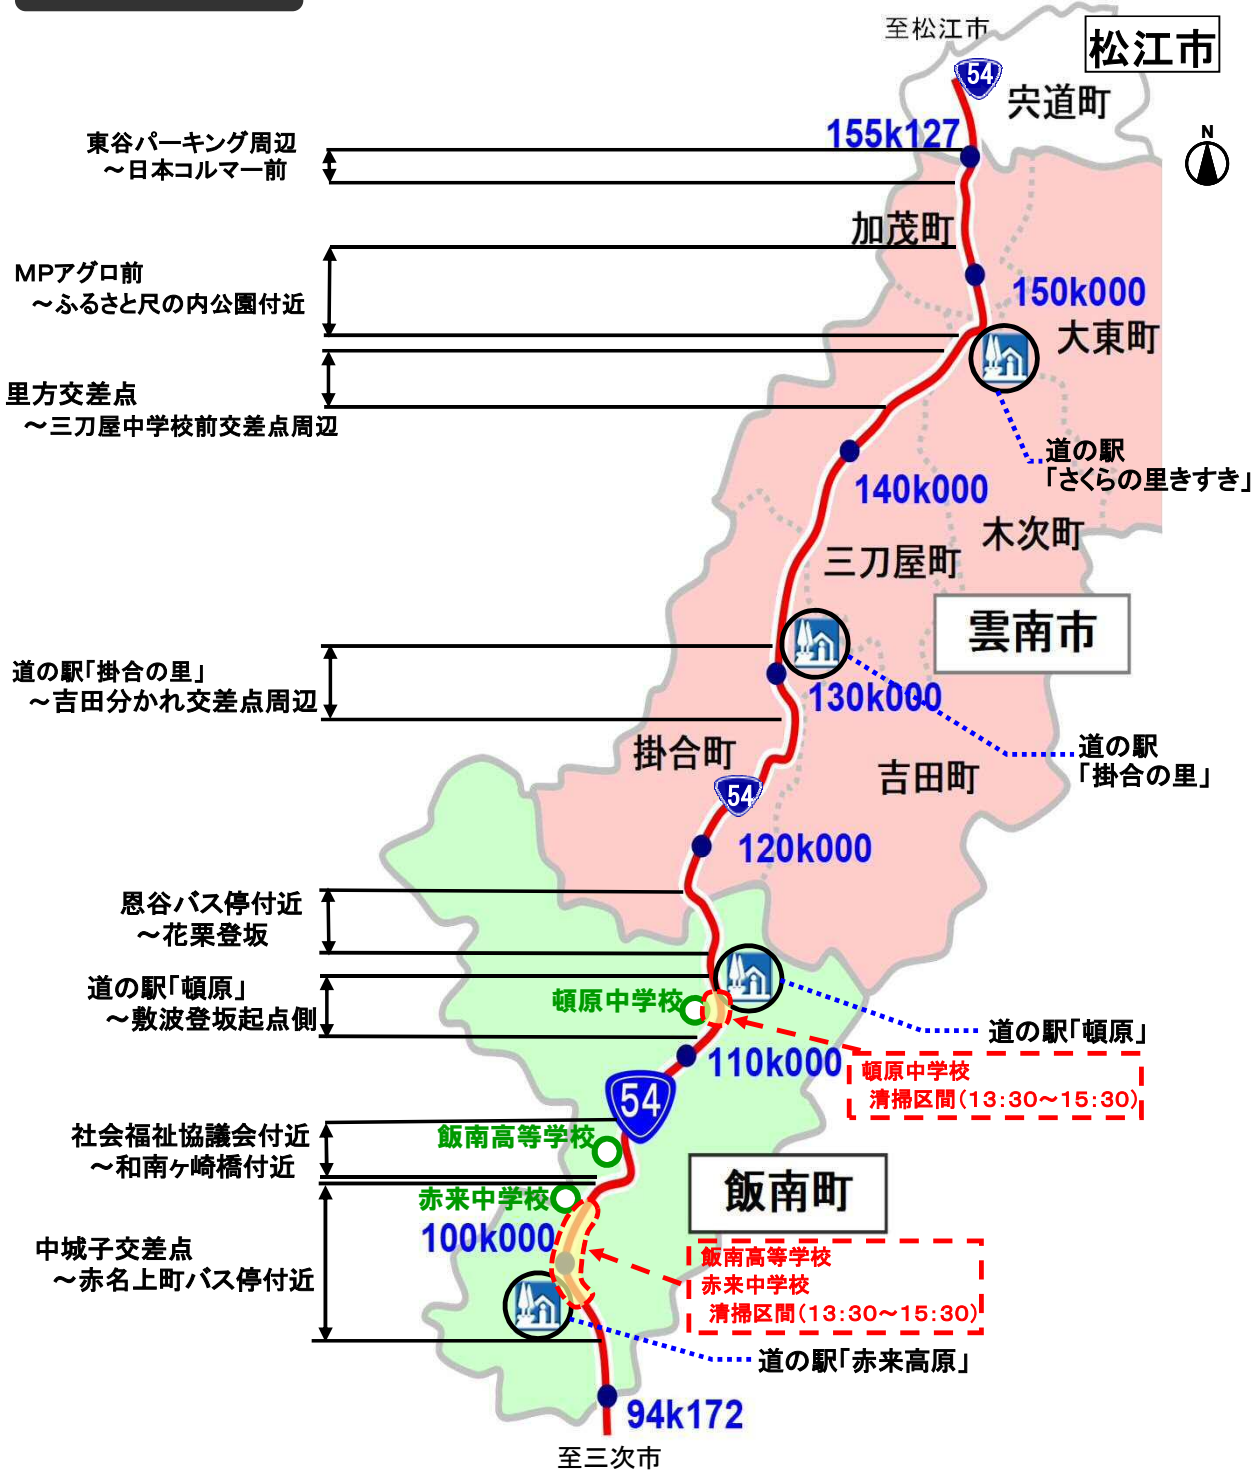 至松江市
松江市
54
宍道町
N
155k127
東谷パーキング周辺
～日本コルマー前
加茂町
MPアグロ前
～ふるさと尺の内公園付近
150k000
大東町
里方交差点
～三刀屋中学校前交差点周辺
道の駅
「さくらの里きすき」
140k000
木次町
三刀屋町
雲南市
道の駅「掛合の里」
～吉田分かれ交差点周辺
130k000
掛合町
道の駅
「掛合の里」
吉田町
54
120k000
恩谷バス停付近
～花栗登坂
道の駅「頓原」
～敷波登坂起点側
頓原中学校
道の駅「頓原」
110k000
頓原中学校
清掃区間(13:30～15:30)
54
社会福祉協議会付近
～和南ヶ崎橋付近
飯南高等学校
飯南町
赤来中学校
100k000
中城子交差点
～赤名上町バス停付近
飯南高等学校
赤来中学校
清掃区間(13:30～15:30)
道の駅「赤来高原」
94k172
至三次市